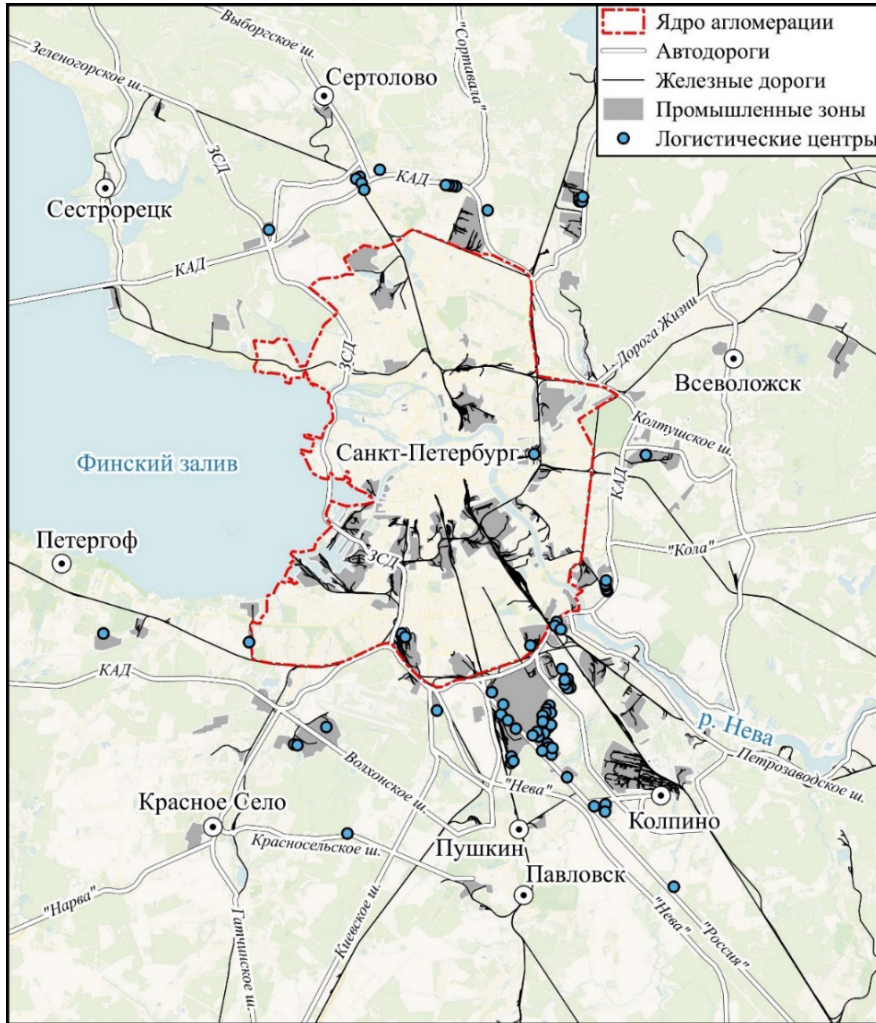 Ядро агломерации
Автодороги
Железные дороги
Промышленные зоны
Логистические центры
Выборгское ш.
"Сортавала"
Зеленогорское ш.
Сертолово
ЗСД
КАД
Сестрорецк
КАД
Дорога Жизни
Всеволожск
ЗСД
Колтушское ш.
Санкт-Петербург
Финский залив
КАД
Петергоф
"Кола"
ЗСД
КАД
р. Нева
Волхонское ш.
Петрозаводское ш.
"Нева"
Красное Село
Колпино
Красносельское ш.
Пушкин
Павловск
"Нарва"
Гатчинское ш.
Киевское ш.
"Нева"
"Россия"